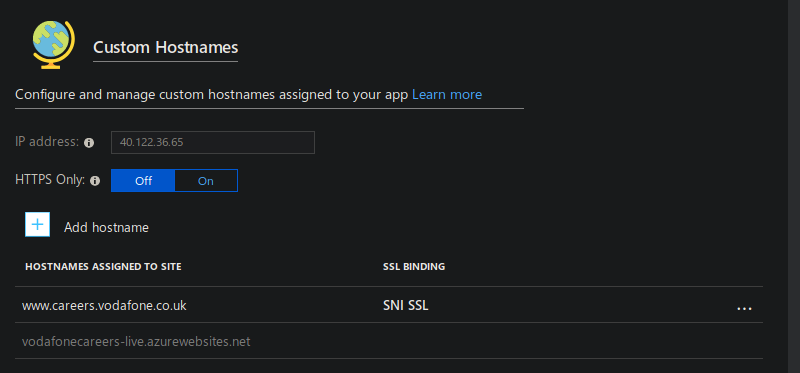 Custom Hostnames
Configure and manage custom hostnames assigned to your app Learn more
IP address: 40.122.36.65
HTTPS Only: Off On
Add hostname
HOSTNAMES ASSIGNED TO SITE SSL BINDING
www.careers.vodafone.co.uk SNI SSL ...
vodafonecareers-live.azurewebsites.net